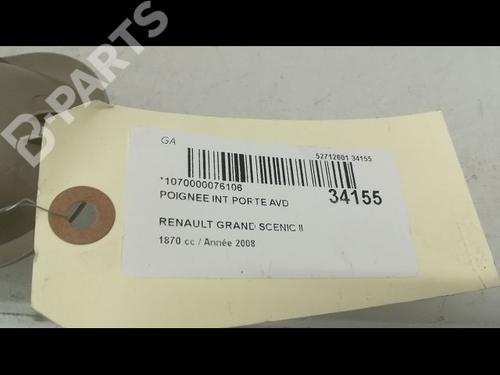 B-PARTS
GA
52712601 34155
*1070000076106
POIGNEE INT PORTE AVD
34155
RENAULT GRAND SCENIC II
1870 cc / Année 2008